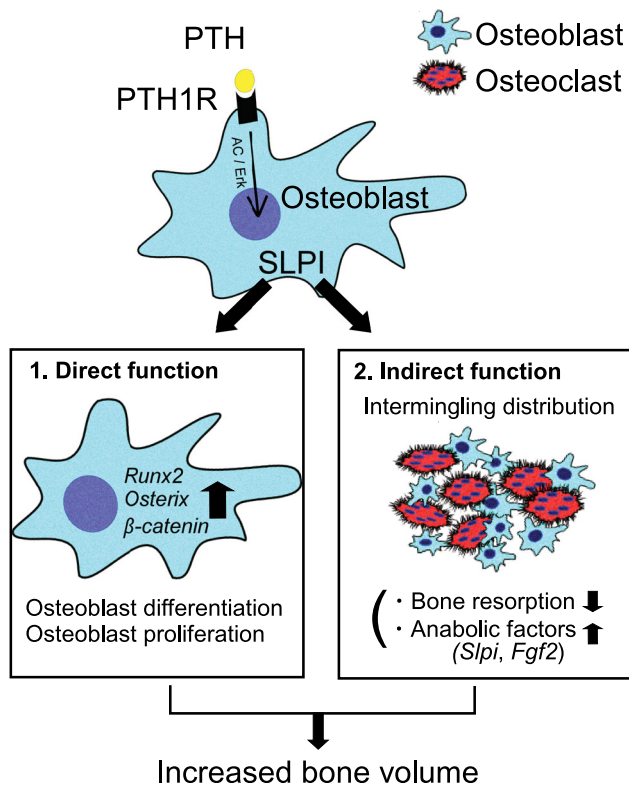 PTH
PTH1R
Osteoblast
Osteoclast
AC / Erk
Osteoblast
SLPI
1. Direct function
Runx2
Osterix
β-catenin
Osteoblast differentiation
Osteoblast proliferation
2. Indirect function
Intermingling distribution
( · Bone resorption
· Anabolic factors
(Slpi, Fgf2)
Increased bone volume